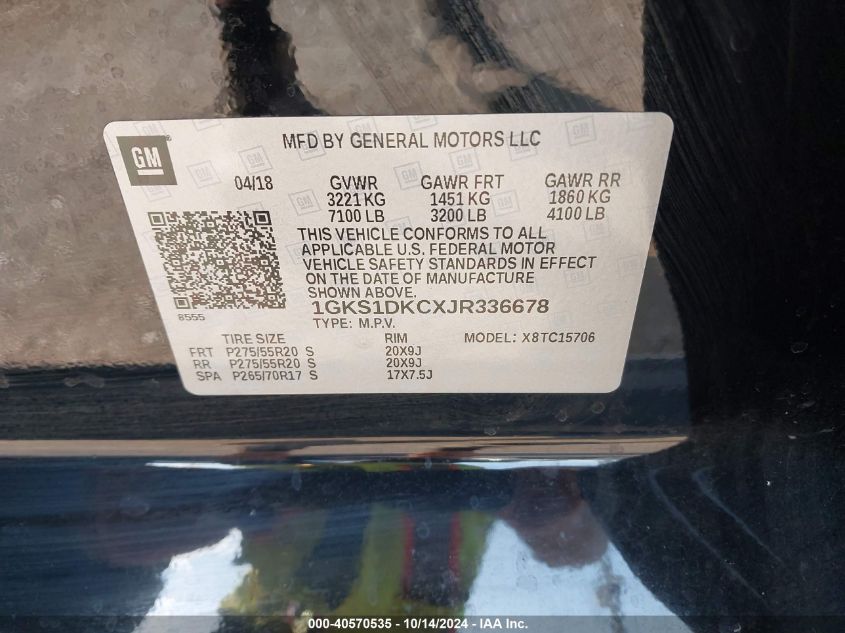 GM
MFD BY GENERAL MOTORS LLC
04/18 GVWR GAWR FRT GAWR RR
3221 KG 1451 KG 1860 KG
7100 LB 3200 LB 4100 LB
THIS VEHICLE CONFORMS TO ALL
APPLICABLE U.S. FEDERAL MOTOR
VEHICLE SAFETY STANDARDS IN EFFECT
ON THE DATE OF MANUFACTURE
SHOWN ABOVE.
8555
1GKS1DKCXJR336678
TYPE: M.P.V. MODEL: X8TC15706
TIRE SIZE RIM
FRT P275/55R20 S 20X9J
RR P275/55R20 S 20X9J
SPA P265/70R17 S 17X7.5J
000-40570535 - 10/14/2024 - IAA Inc.